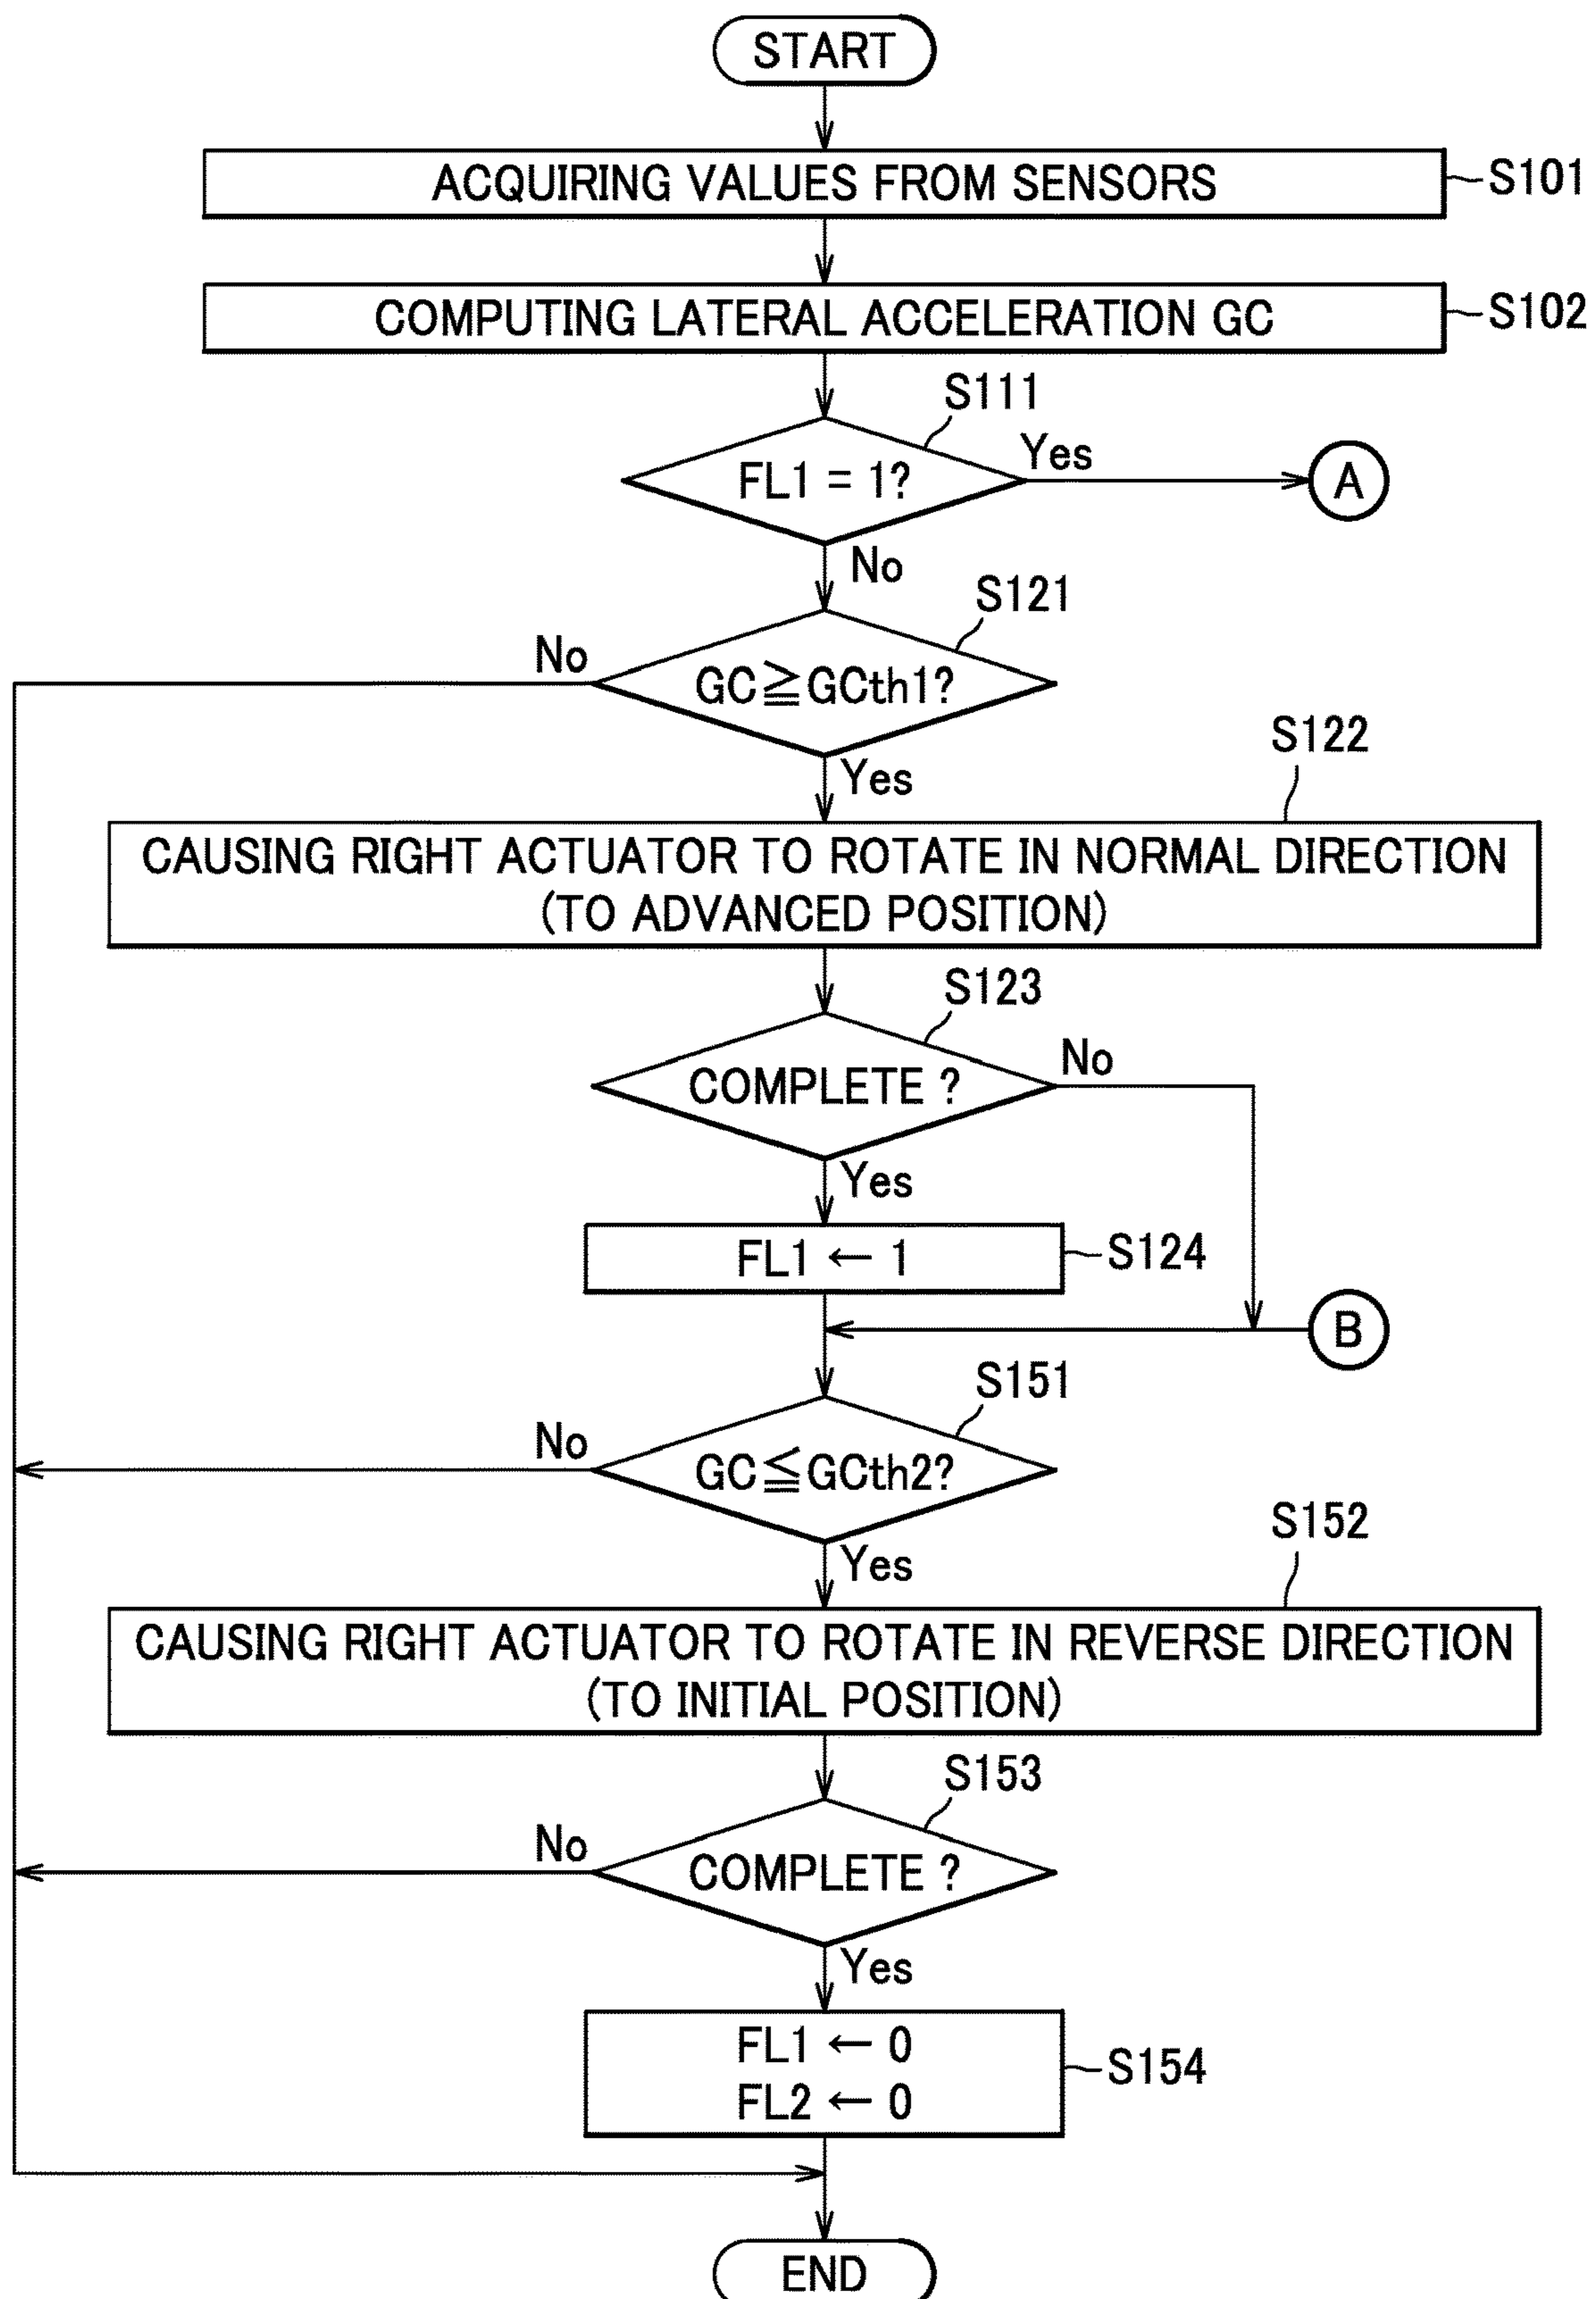 START
ACQUIRING VALUES FROM SENSORS
S101
COMPUTING LATERAL ACCELERATION GC
S102
S111
FL1 = 1?
Yes
A
No
S121
No
GC≧GCth1?
Yes
S122
CAUSING RIGHT ACTUATOR TO ROTATE IN NORMAL DIRECTION
(TO ADVANCED POSITION)
S123
COMPLETE ?
No
Yes
FL1 ← 1
S124
B
S151
No
GC≦GCth2?
Yes
S152
CAUSING RIGHT ACTUATOR TO ROTATE IN REVERSE DIRECTION
(TO INITIAL POSITION)
S153
No
COMPLETE ?
Yes
FL1 ← 0
FL2 ← 0
S154
END